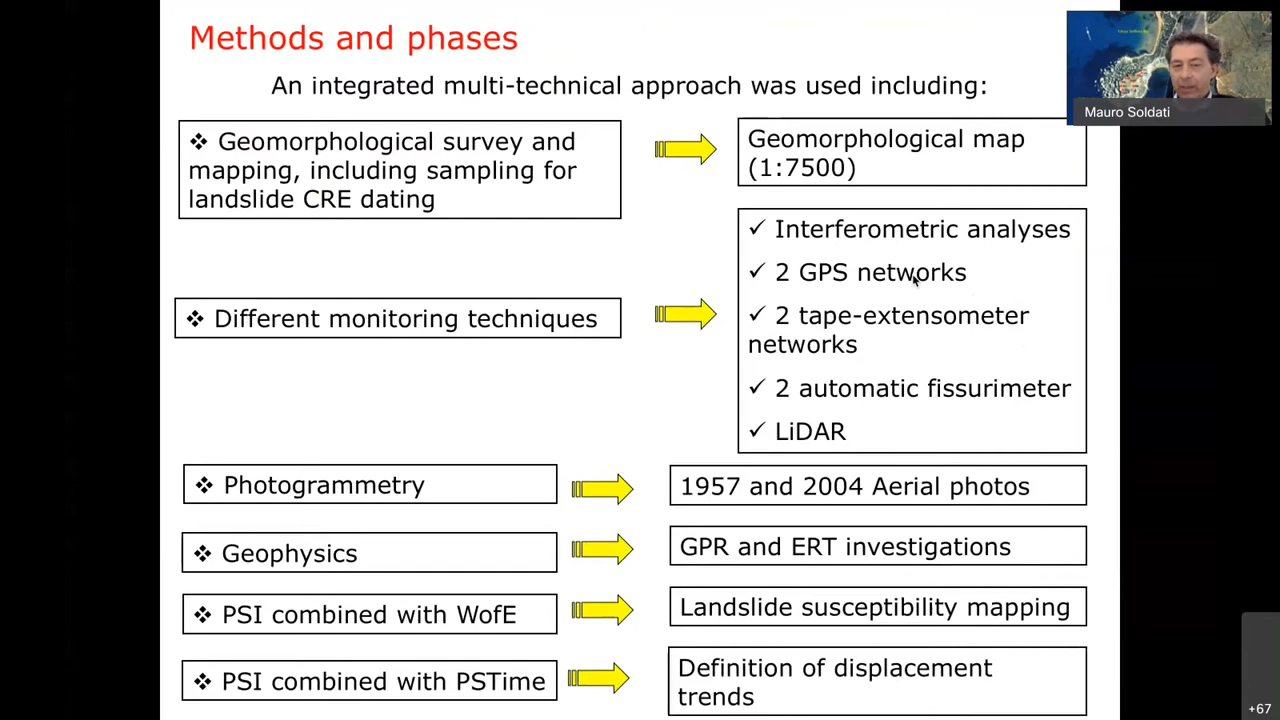 Methods and phases
An integrated multi-technical approach was used including:
Mauro Soldati
❖ Geomorphological survey and
mapping, including sampling for
landslide CRE dating
Geomorphological map
(1:7500)
❖ Different monitoring techniques
✓ Interferometric analyses
✓ 2 GPS networks
✓ 2 tape-extensometer
networks
✓ 2 automatic fissurimeter
✓ LiDAR
❖ Photogrammetry
1957 and 2004 Aerial photos
❖ Geophysics
GPR and ERT investigations
❖ PSI combined with WofE
Landslide susceptibility mapping
❖ PSI combined with PSTime
Definition of displacement
trends
+67